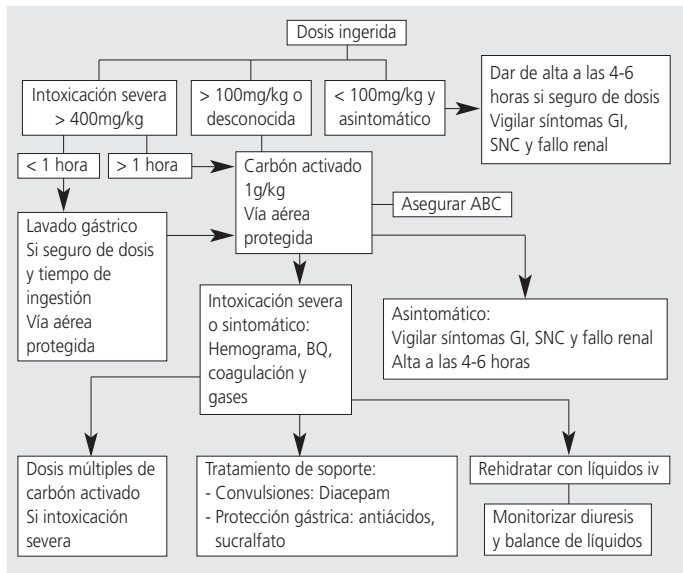 Dosis ingerida
Intoxicación severa
> 400mg/kg
> 100mg/kg o
desconocida
< 100mg/kg y
asintomático
Dar de alta a las 4-6
horas si seguro de dosis
Vigilar síntomas GI,
SNC y fallo renal
< 1 hora
> 1 hora
Carbón activado
1g/kg
Vía aérea
protegida
Asegurar ABC
Lavado gástrico
Si seguro de dosis
y tiempo de
ingestión
Vía aérea
protegida
Intoxicación severa
o sintomático:
Hemograma, BQ,
coagulación y
gases
Asintomático:
Vigilar síntomas GI, SNC y fallo renal
Alta a las 4-6 horas
Dosis múltiples de
carbón activado
Si intoxicación
severa
Tratamiento de soporte:
- Convulsiones: Diacepam
- Protección gástrica: antiácidos,
sucralfato
Rehidratar con líquidos iv
Monitorizar diuresis
y balance de líquidos